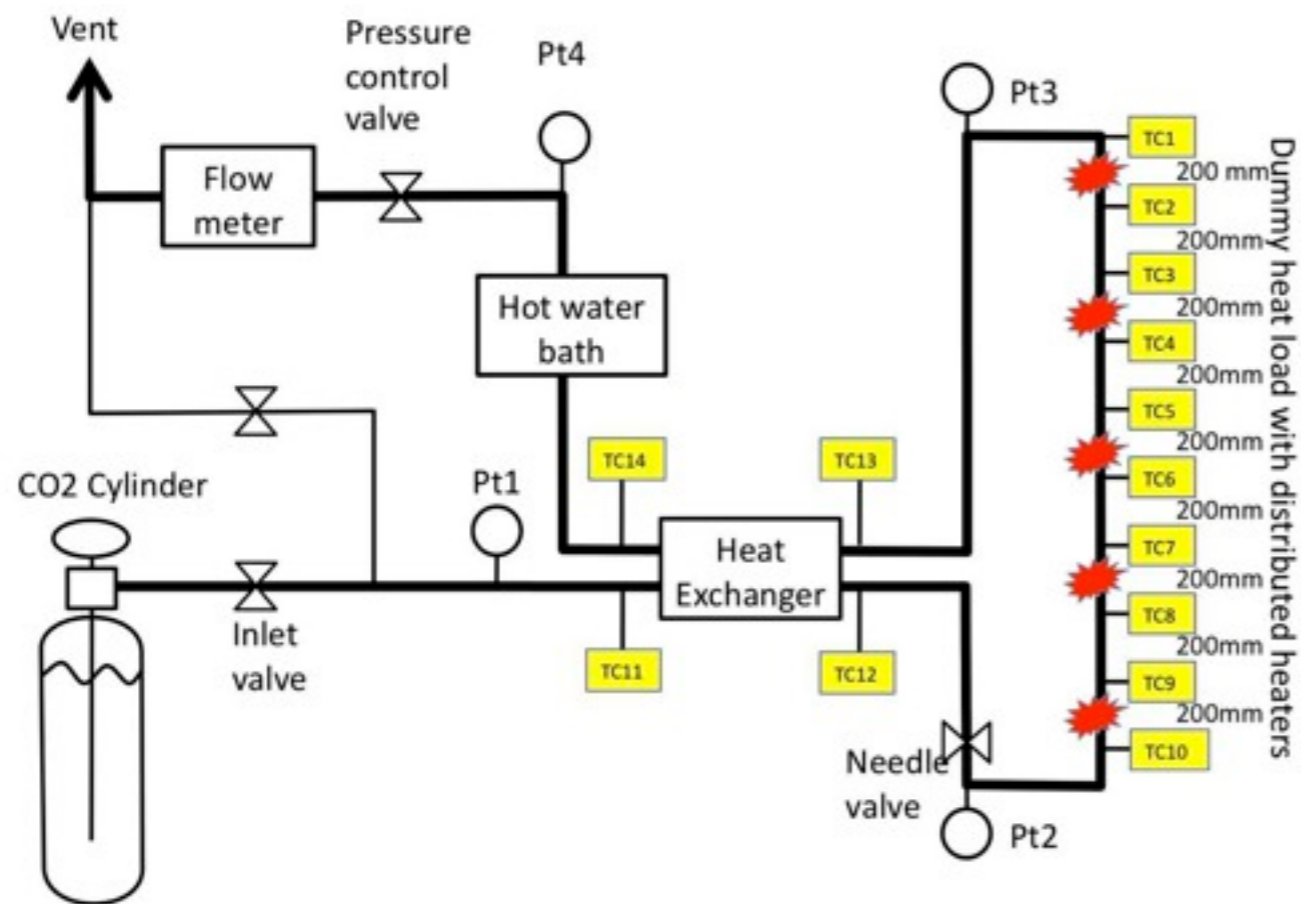 Vent
Pressure
control
valve
Pt4
Pt3
Flow
meter
Hot water
bath
TC1
200 mm
TC2
200mm
TC3
200mm
TC4
200mm
TC5
200mm
TC6
200mm
TC7
200mm
TC8
200mm
TC9
200mm
TC10
Dummy heat load with distributed heaters
TC14
TC13
CO2 Cylinder
Pt1
Heat
Exchanger
Inlet
valve
TC11
TC12
Needle
valve
Pt2